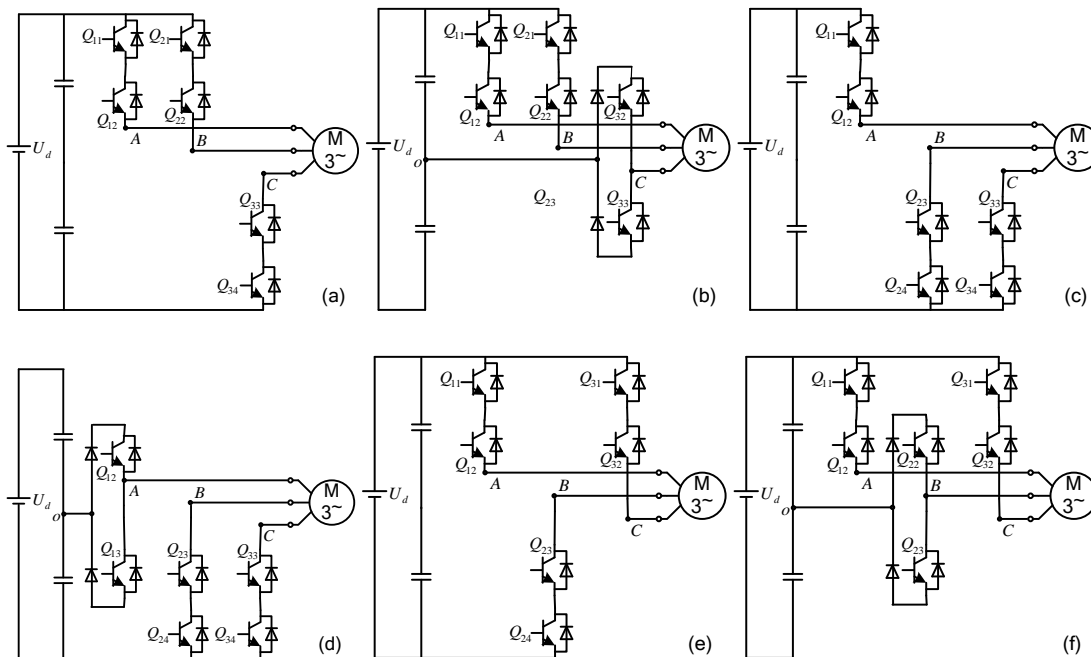 Q11 Q21
Q12 Q22
A
B
M
3~
Ud
C
Q33
Q34
(a)
Q11 Q21
Q12 Q22 Q32
A
B
M
3~
Ud
o
C
Q23
Q33
(b)
Q11
Q12
A
B
M
3~
Ud
C
Q23 Q33
Q24 Q34
(c)
Q12
A
M
3~
B
Ud
o
C
Q13 Q23 Q33
Q24 Q34
(d)
Q11 Q31
Q12 Q32
A
B
M
3~
Ud
C
Q23
Q24
(e)
Q11 Q31
Q12 Q22 Q32
A
B
M
3~
Ud
o
C
Q23
(f)